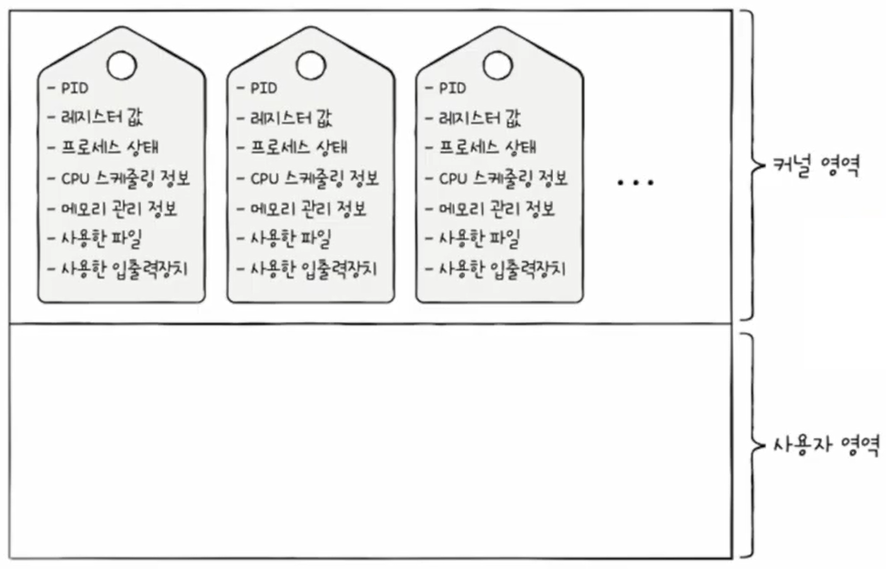 - PID
- 레지스터 값
- 프로세스 상태
- CPU 스케줄링 정보
- 메모리 관리 정보
- 사용한 파일
- 사용한 입출력장치
- PID
- 레지스터 값
- 프로세스 상태
- CPU 스케줄링 정보
- 메모리 관리 정보
- 사용한 파일
- 사용한 입출력장치
- PID
- 레지스터 값
- 프로세스 상태
- CPU 스케줄링 정보
- 메모리 관리 정보
- 사용한 파일
- 사용한 입출력장치
...
커널 영역
사용자 영역